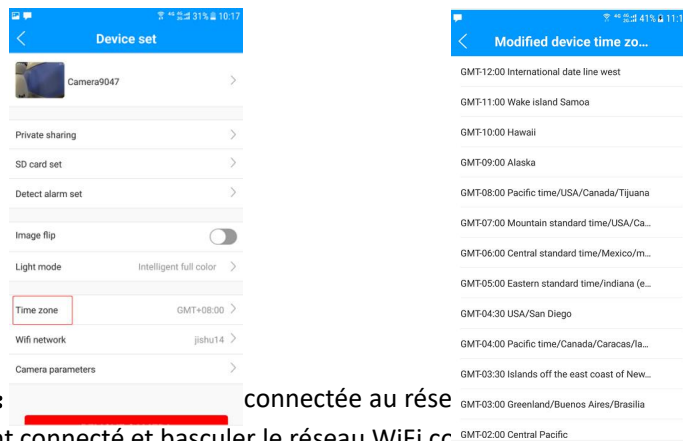 31% 10:17
Device set
Camera9047
Private sharing
SD card set
Detect alarm set
Image flip
Light mode Intelligent full color
Time zone GMT+08:00
Wifi network jishu14
Camera parameters
41% 11:1
Modified device time zo...
GMT-12:00 International date line west
GMT-11:00 Wake island Samoa
GMT-10:00 Hawaii
GMT-09:00 Alaska
GMT-08:00 Pacific time/USA/Canada/Tijuana
GMT-07:00 Mountain standard time/USA/Ca...
GMT-06:00 Central standard time/Mexico/m...
GMT-05:00 Eastern standard time/indiana (e...
GMT-04:30 USA/San Diego
GMT-04:00 Pacific time/Canada/Caracas/la...
GMT-03:30 Islands off the east coast of New...
GMT-03:00 Greenland/Buenos Aires/Brasilia
GMT-02:00 Central Pacific
: connectée au rése
connecté et basculer le réseau WiFi